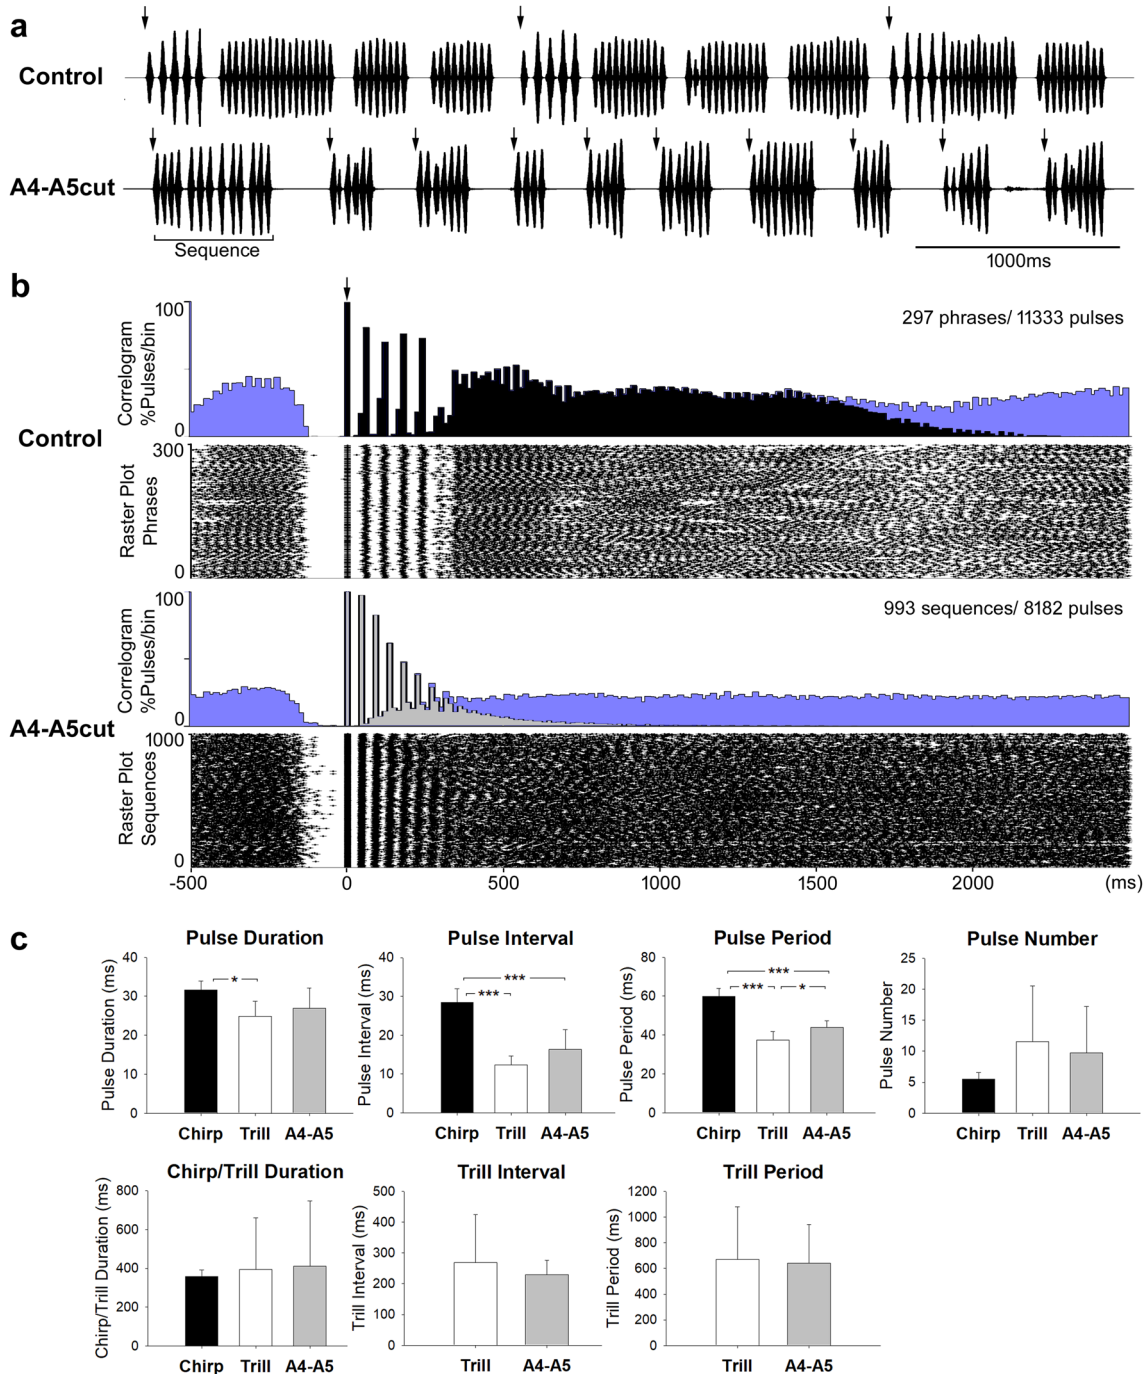 a
Control
A4-A5cut
Sequence
1000ms
b
100
0
Correlogram
%Pulses/bin
297 phrases/ 11333 pulses
Control
300
0
Raster Plot
Phrases
100
0
Correlogram
%Pulses/bin
993 sequences/ 8182 pulses
A4-A5cut
1000
0
Raster Plot
Sequences
-500 0 500 1000 1500 2000 (ms)
c
Pulse Duration
Pulse Duration (ms)
40
30
20
10
0
*
Chirp Trill A4-A5
Pulse Interval
Pulse Interval (ms)
40
30
20
10
0
***
***
Chirp Trill A4-A5
Pulse Period
Pulse Period (ms)
80
60
40
20
0
***
*** *
Chirp Trill A4-A5
Pulse Number
Pulse Number
25
20
15
10
5
0
Chirp Trill A4-A5
Chirp/Trill Duration
Chirp/Trill Duration (ms)
800
600
400
200
0
Chirp Trill A4-A5
Trill Interval
Trill Interval (ms)
500
400
300
200
100
0
Trill A4-A5
Trill Period
Trill Period (ms)
1200
1000
800
600
400
200
0
Trill A4-A5